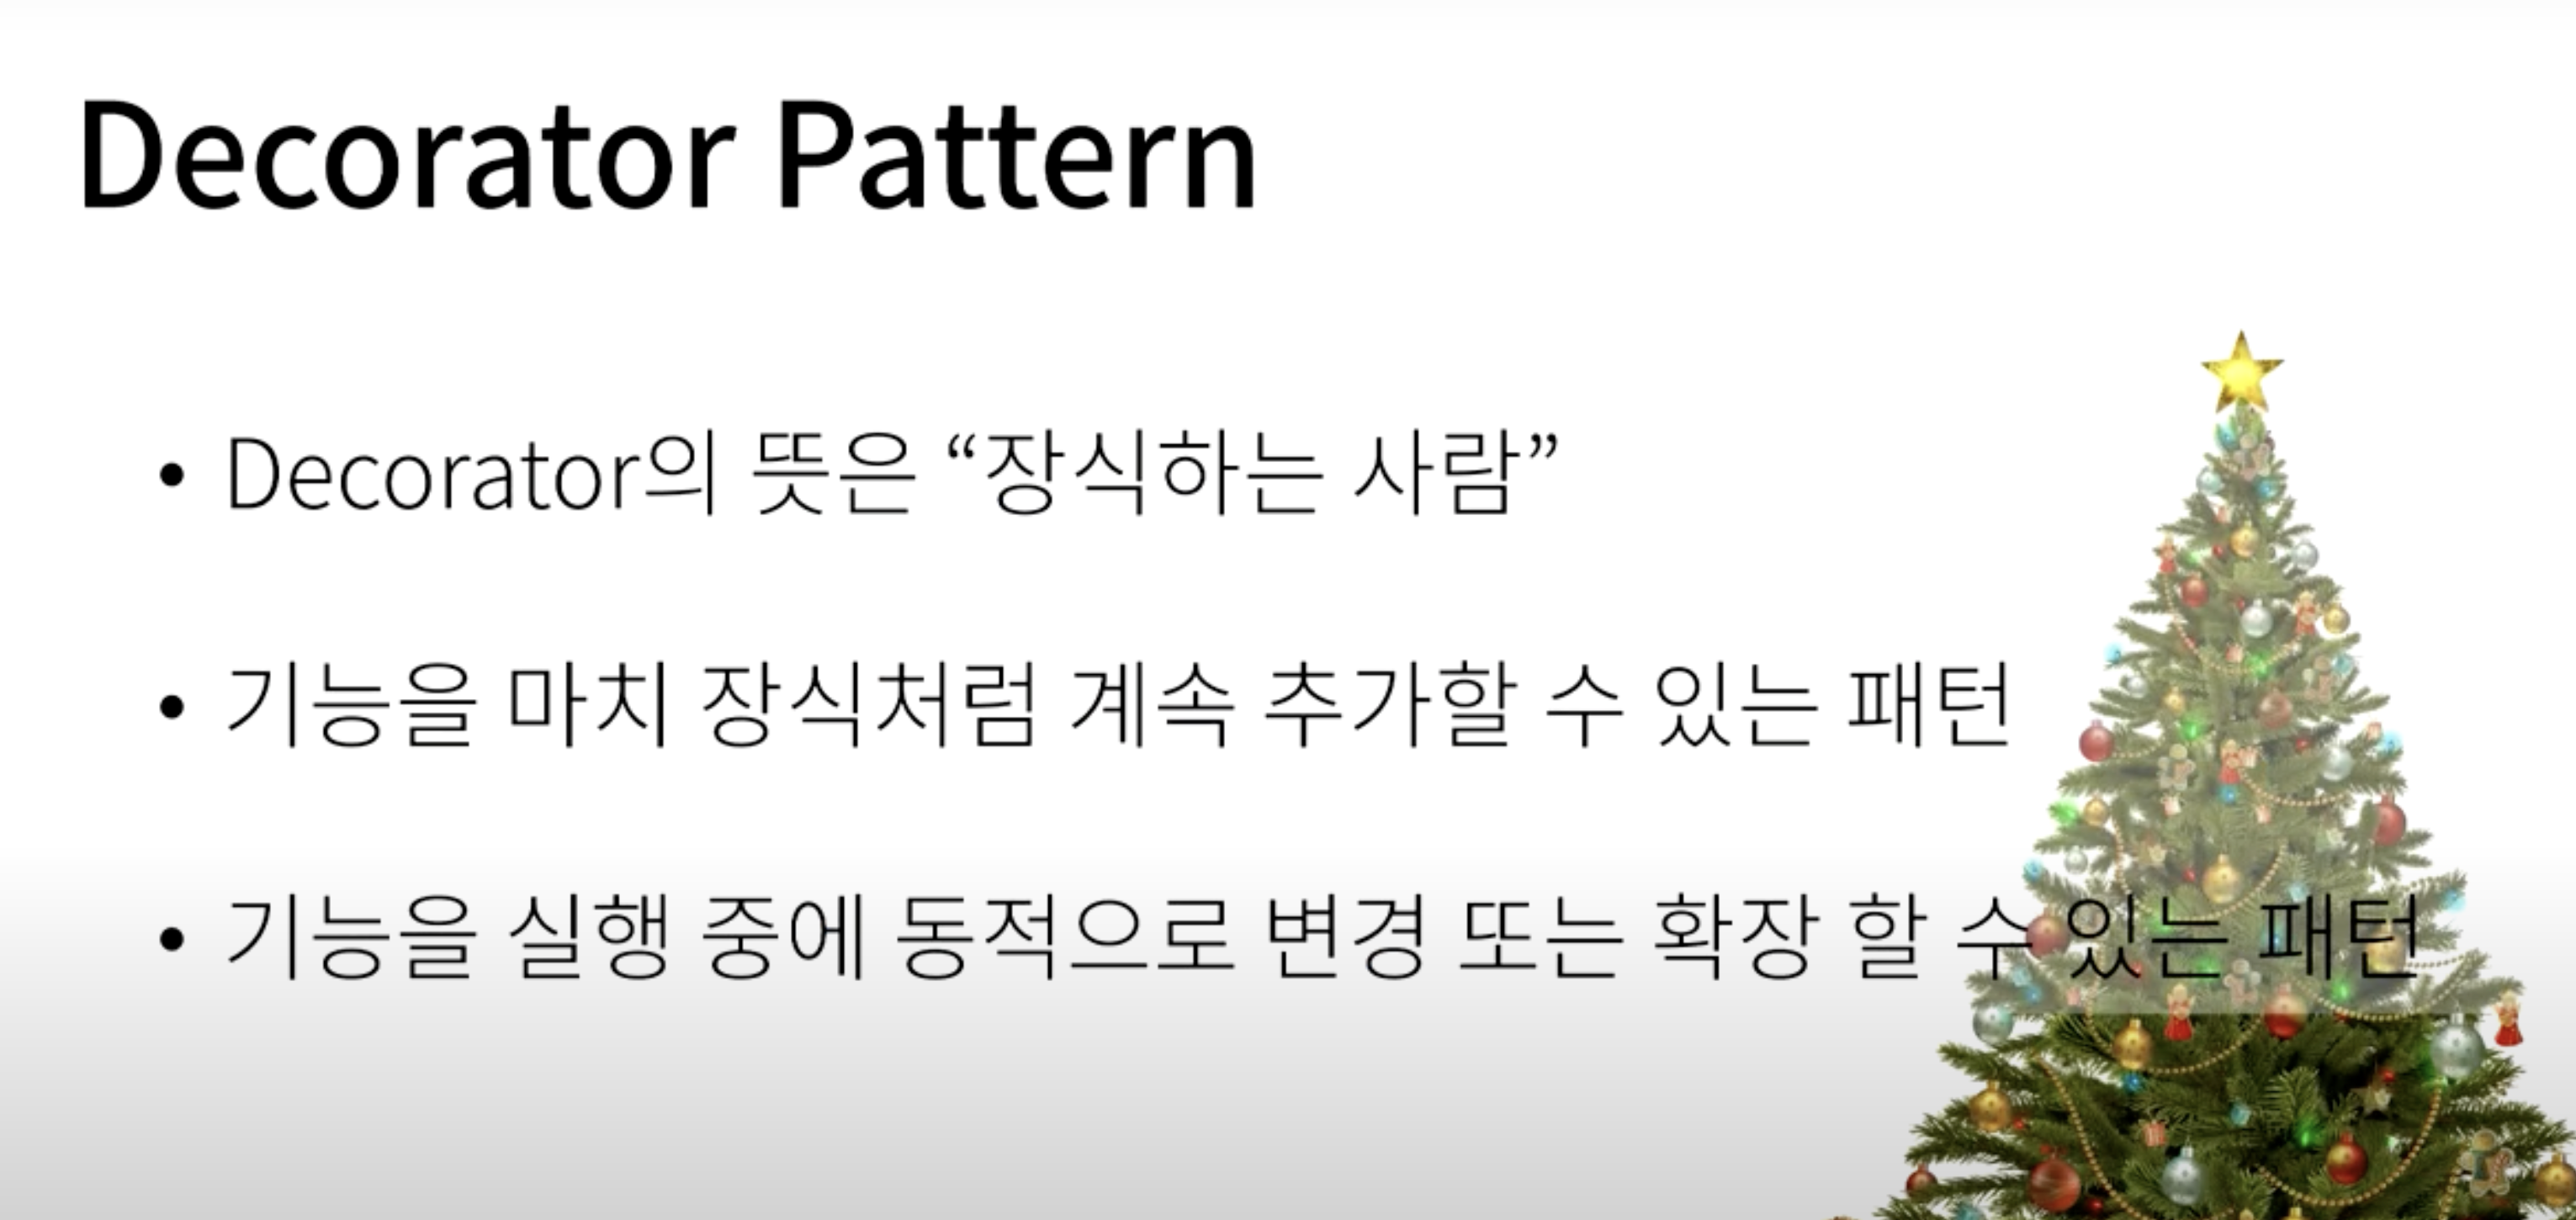 Decorator Pattern
• Decorator의 뜻은 “장식하는 사람”
• 기능을 마치 장식처럼 계속 추가할 수 있는 패턴
• 기능을 실행 중에 동적으로 변경 또는 확장 할 수 있는 패턴